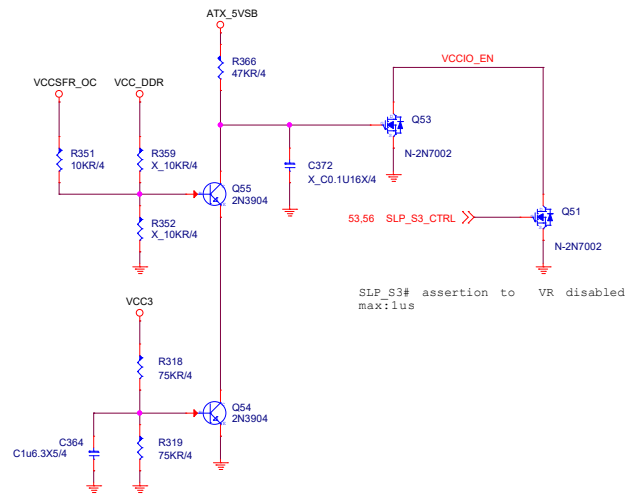 ATX_5VSB
R366
47KR/4
VCCSFR_OC
VCC_DDR
VCCIO_EN
Q53
N-2N7002
R351
10KR/4
R359
X_10KR/4
C372
X_C0.1U16X/4
Q55
2N3904
R352
X_10KR/4
53,56 SLP_S3_CTRL
Q51
N-2N7002
SLP_S3# assertion to VR disabled
max:1us
VCC3
R318
75KR/4
Q54
2N3904
C364
C1u6.3X5/4
R319
75KR/4